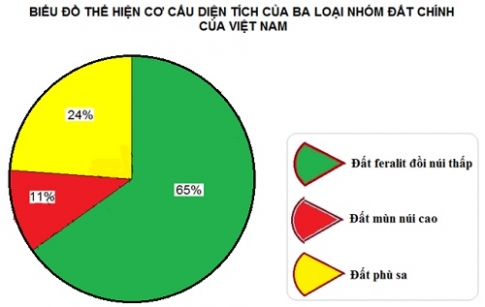 BIỂU ĐỒ THỂ HIỆN CƠ CẤU DIỆN TÍCH CỦA BA LOẠI NHÓM ĐẤT CHÍNH
CỦA VIỆT NAM
24%
11%
65%
Đất feralit đồi núi thấp
Đất mùn núi cao
Đất phù sa